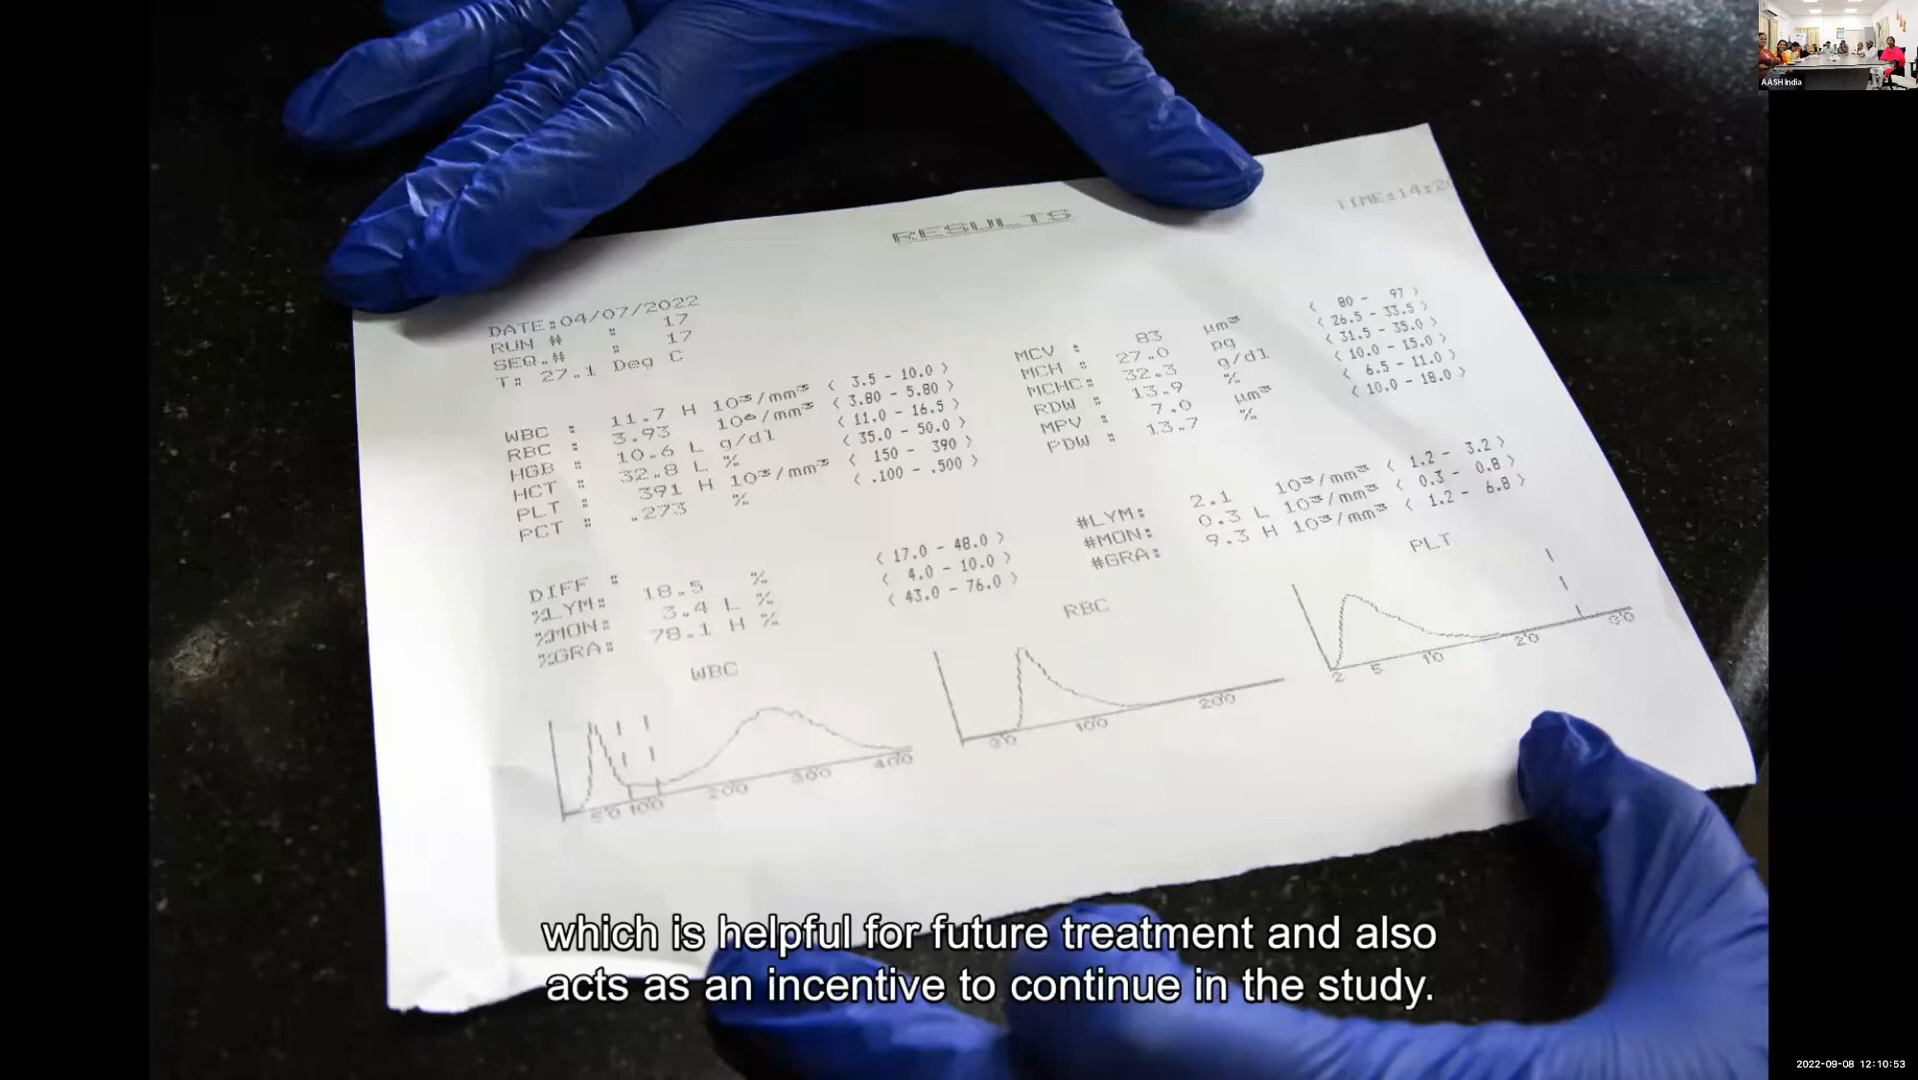 AASH India
RESULTS
TIME:14:20
DATE:04/07/2022
RUN # : 17
SEQ.# : 17
T: 27.1 Deg C
WBC : 11.7 H 10³/mm³ ( 3.5 - 10.0 )
RBC : 3.93 10⁶/mm³ ( 3.80 - 5.80 )
HGB : 10.6 L g/dl ( 11.0 - 16.5 )
HCT : 32.8 L % ( 35.0 - 50.0 )
PLT : 391 H 10³/mm³ ( 150 - 390 )
PCT : .273 % ( .100 - .500 )
MCV : 83 µm³ ( 80 - 97 )
MCH : 27.0 pg ( 26.5 - 33.5 )
MCHC: 32.3 g/dl ( 31.5 - 35.0 )
RDW : 13.9 % ( 10.0 - 15.0 )
MPV : 7.0 µm³ ( 6.5 - 11.0 )
PDW : 13.7 % ( 10.0 - 18.0 )
DIFF :
%LYM: 18.5 % ( 17.0 - 48.0 )
%MON: 3.4 L % ( 4.0 - 10.0 )
%GRA: 78.1 H % ( 43.0 - 76.0 )
#LYM: 2.1 10³/mm³ ( 1.2 - 3.2 )
#MON: 0.3 L 10³/mm³ ( 0.3 - 0.8 )
#GRA: 9.3 H 10³/mm³ ( 1.2 - 6.8 )
WBC
50 100 200 300 400
RBC
30 100 200
PLT
2 5 10 20 30
which is helpful for future treatment and also
acts as an incentive to continue in the study.
2022-09-08 12:10:53